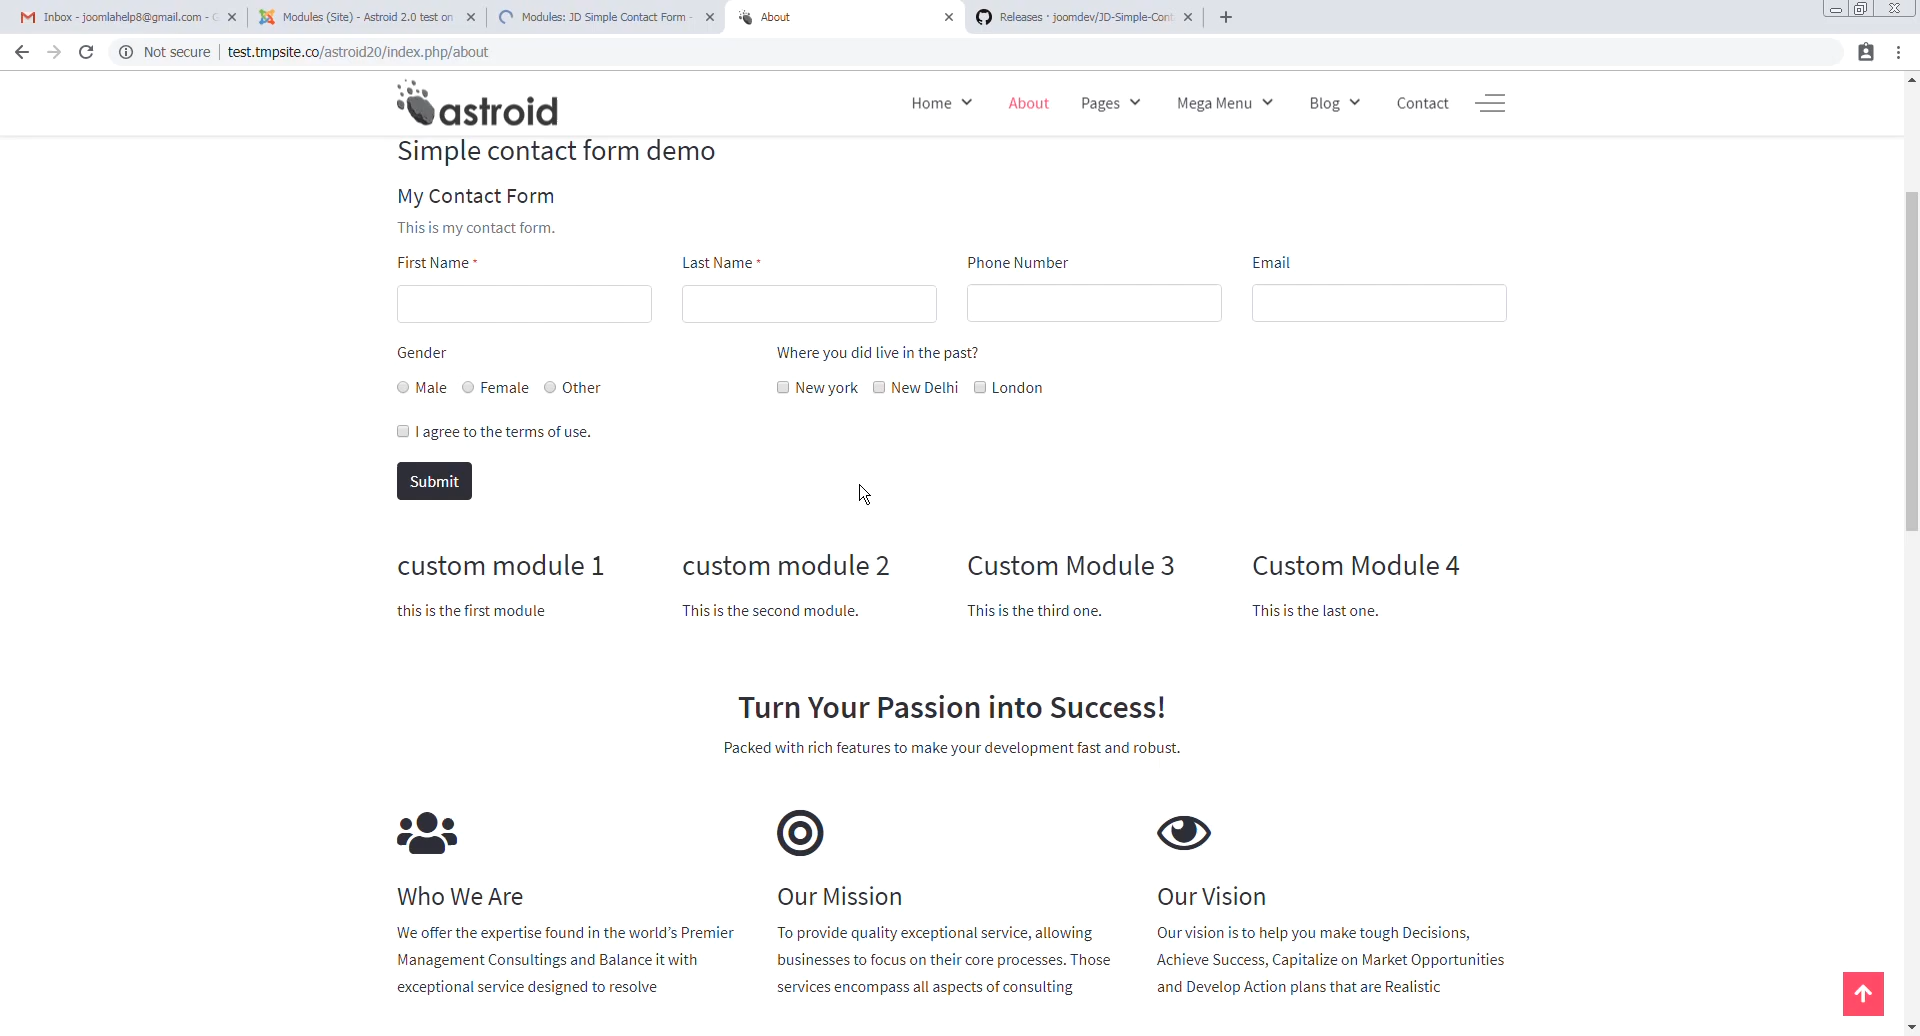 Inbox - joomlahelp8@gmail.com - G
Modules (Site) - Astroid 2.0 test on
Modules: JD Simple Contact Form -
About
Releases · joomdev/JD-Simple-Cont
Not secure
test.tmpsite.co/astroid20/index.php/about
astroid
Home
About
Pages
Mega Menu
Blog
Contact
Simple contact form demo
My Contact Form
This is my contact form.
First Name *
Last Name *
Phone Number
Email
Gender
Where you did live in the past?
Male
Female
Other
New york
New Delhi
London
I agree to the terms of use.
Submit
custom module 1
custom module 2
Custom Module 3
Custom Module 4
this is the first module
This is the second module.
This is the third one.
This is the last one.
Turn Your Passion into Success!
Packed with rich features to make your development fast and robust.
Who We Are
We offer the expertise found in the world’s Premier
Management Consultings and Balance it with
exceptional service designed to resolve
Our Mission
To provide quality exceptional service, allowing
businesses to focus on their core processes. Those
services encompass all aspects of consulting
Our Vision
Our vision is to help you make tough Decisions,
Achieve Success, Capitalize on Market Opportunities
and Develop Action plans that are Realistic